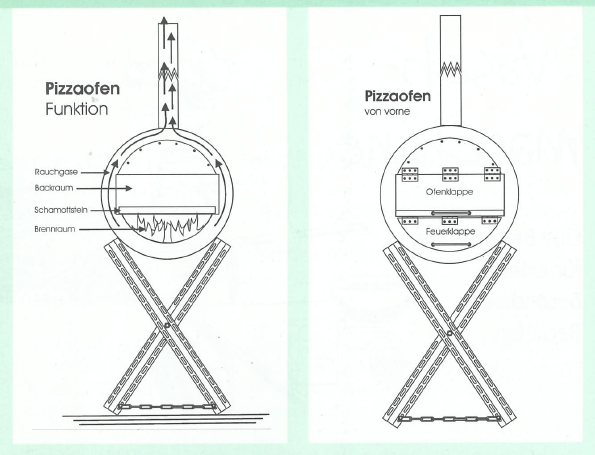 Pizzaofen
Funktion
Rauchgase
Backraum
Schamottstein
Brennraum
Pizzaofen
von vorne
Ofenklappe
Feuerklappe